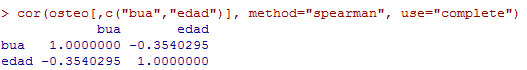 > cor(osteo[,c("bua","edad")], method="spearman", use="complete")
bua edad
bua 1.0000000 -0.3540295
edad -0.3540295 1.0000000